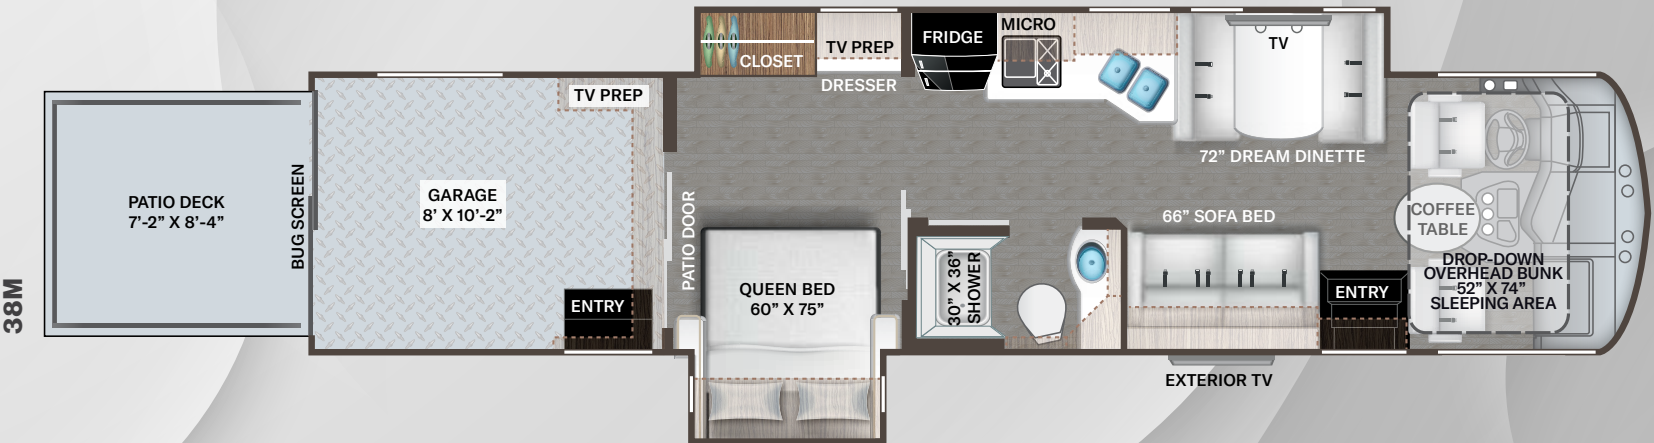 38M
PATIO DECK
7’-2” X 8’-4”
BUG SCREEN
GARAGE
8’ X 10’-2”
TV PREP
ENTRY
PATIO DOOR
CLOSET
TV PREP
DRESSER
QUEEN BED
60” X 75”
FRIDGE
MICRO
30” X 36”
SHOWER
TV
72” DREAM DINETTE
66” SOFA BED
ENTRY
EXTERIOR TV
COFFEE
TABLE
DROP-DOWN
OVERHEAD BUNK
52” X 74”
SLEEPING AREA